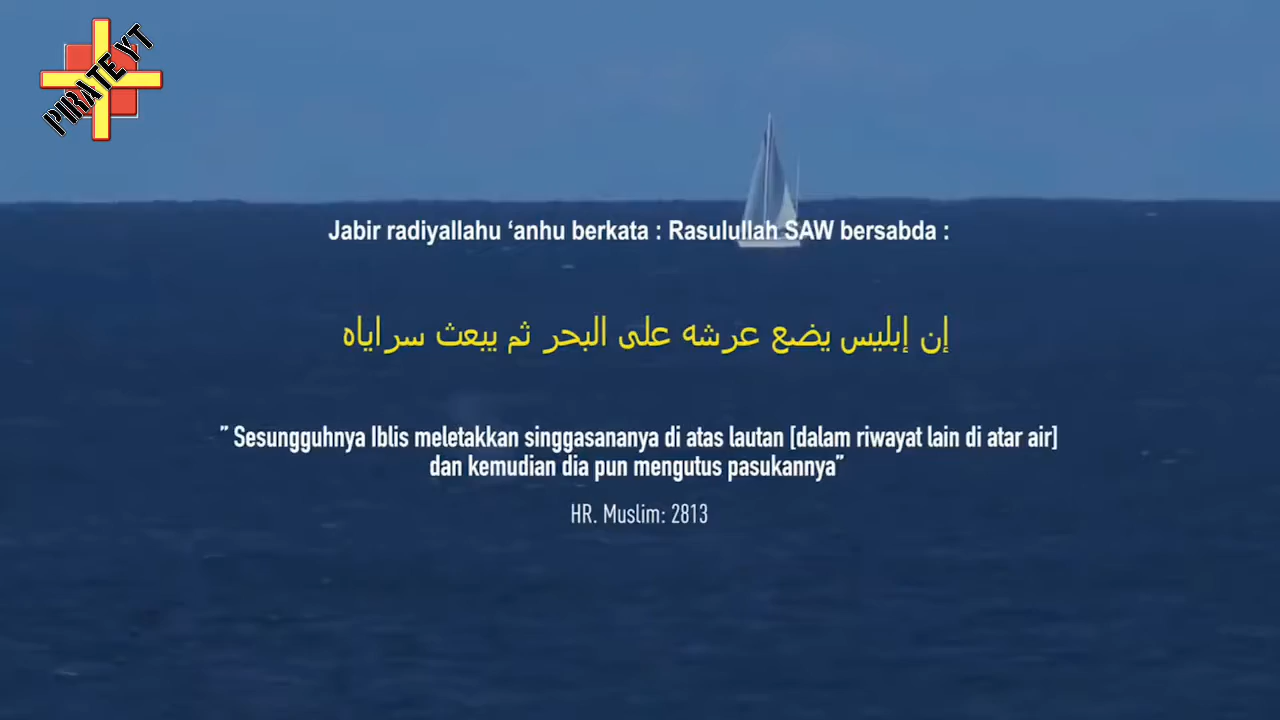 PIRATE YT
Jabir radiyallahu ‘anhu berkata : Rasulullah SAW bersabda :
إن إبليس يضع عرشه على البحر ثم يبعث سراياه
” Sesungguhnya Iblis meletakkan singgasananya di atas lautan [dalam riwayat lain di atar air]
dan kemudian dia pun mengutus pasukannya”
HR. Muslim: 2813